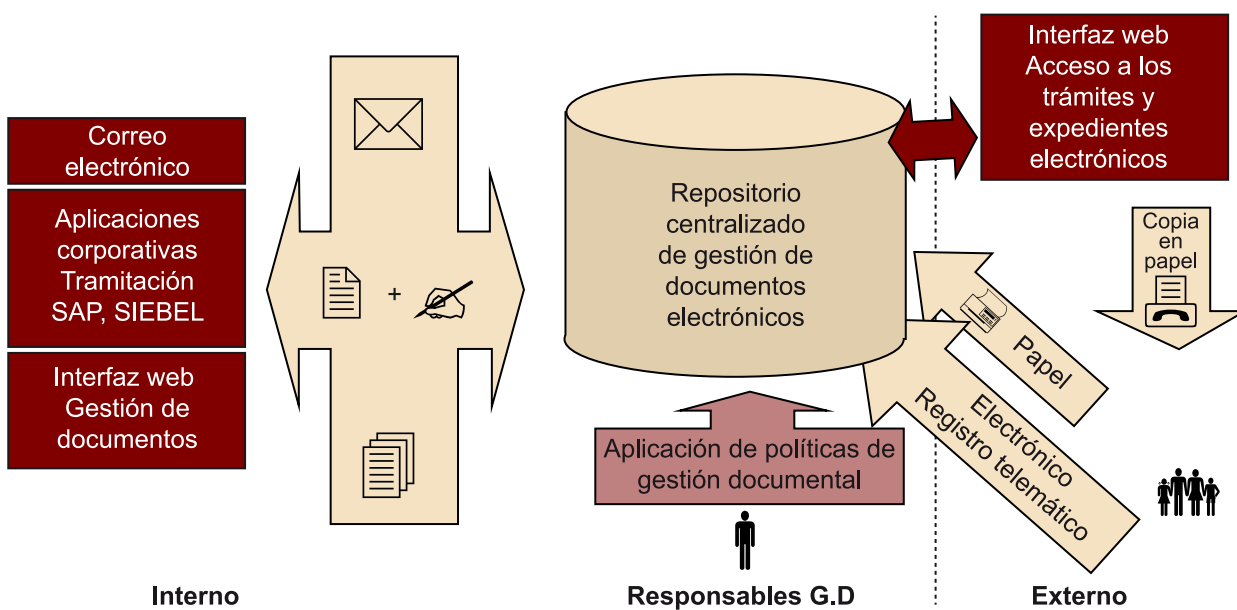 Correo
electrónico
Aplicaciones
corporativas
Tramitación
SAP, SIEBEL
Interfaz web
Gestión de
documentos
+
Repositorio
centralizado
de gestión de
documentos
electrónicos
Aplicación de políticas de
gestión documental
Interfaz web
Acceso a los
trámites y
expedientes
electrónicos
Copia
en
papel
Papel
Electrónico
Registro telemático
Interno
Responsables G.D
Externo